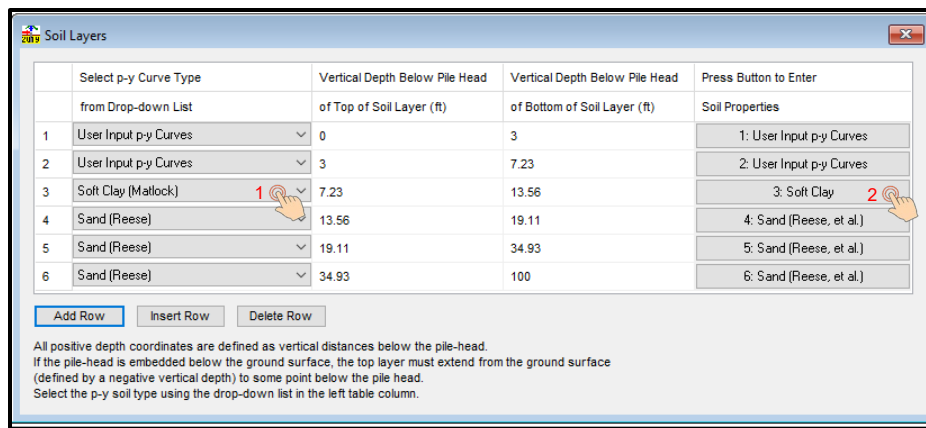 2019 Soil Layers
Select p-y Curve Type Vertical Depth Below Pile Head Vertical Depth Below Pile Head Press Button to Enter
from Drop-down List of Top of Soil Layer (ft) of Bottom of Soil Layer (ft) Soil Properties
1 User Input p-y Curves 0 3 1: User Input p-y Curves
2 User Input p-y Curves 3 7.23 2: User Input p-y Curves
3 Soft Clay (Matlock) 1 7.23 13.56 3: Soft Clay 2
4 Sand (Reese) 13.56 19.11 4: Sand (Reese, et al.)
5 Sand (Reese) 19.11 34.93 5: Sand (Reese, et al.)
6 Sand (Reese) 34.93 100 6: Sand (Reese, et al.)
Add Row Insert Row Delete Row
All positive depth coordinates are defined as vertical distances below the pile-head.
If the pile-head is embedded below the ground surface, the top layer must extend from the ground surface
(defined by a negative vertical depth) to some point below the pile head.
Select the p-y soil type using the drop-down list in the left table column.